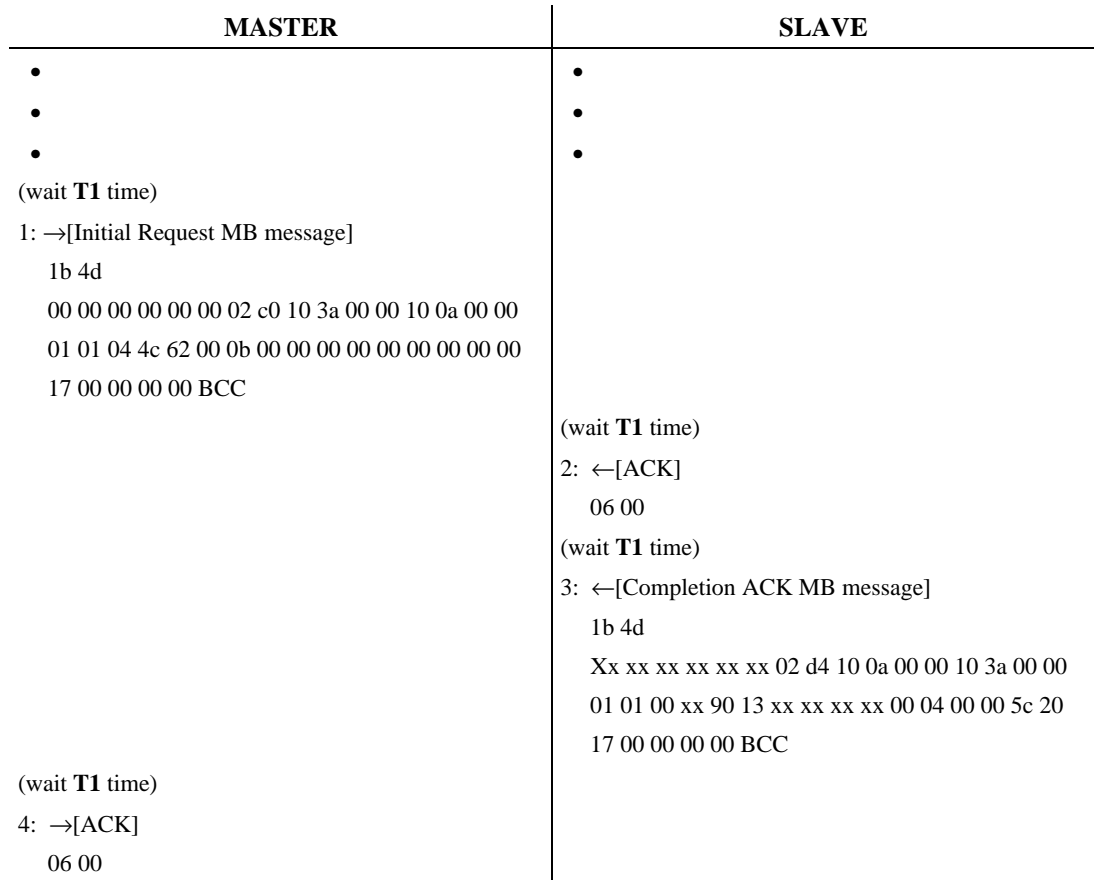 MASTER
SLAVE
•
•
•
•
•
•
(wait T1 time)
1: →[Initial Request MB message]
1b 4d
00 00 00 00 00 00 02 c0 10 3a 00 00 10 0a 00 00
01 01 04 4c 62 00 0b 00 00 00 00 00 00 00 00 00
17 00 00 00 00 BCC
(wait T1 time)
2: ←[ACK]
06 00
(wait T1 time)
3: ←[Completion ACK MB message]
1b 4d
Xx xx xx xx xx xx 02 d4 10 0a 00 00 10 3a 00 00
01 01 00 xx 90 13 xx xx xx xx 00 04 00 00 5c 20
17 00 00 00 00 BCC
(wait T1 time)
4: →[ACK]
06 00